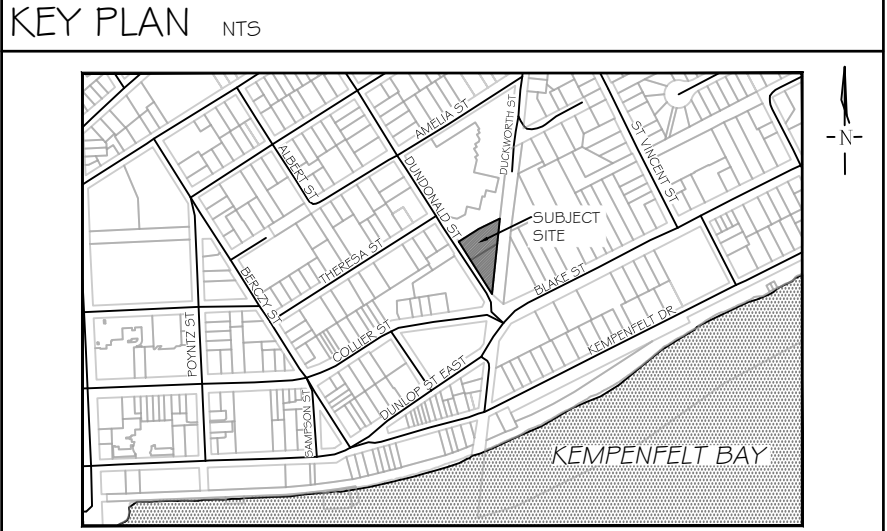 KEY PLAN NTS
AMELIA ST
DUCKWORTH ST
ST VINCENT ST
-N-
ALBERT ST
DUNDONALD ST
SUBJECT
SITE
THERESA ST
BERCZY ST
BLAKE ST
POYNTZ ST
COLLIER ST
KEMPENFELT DR
DUNLOP ST EAST
SAMPSON ST
KEMPENFELT BAY